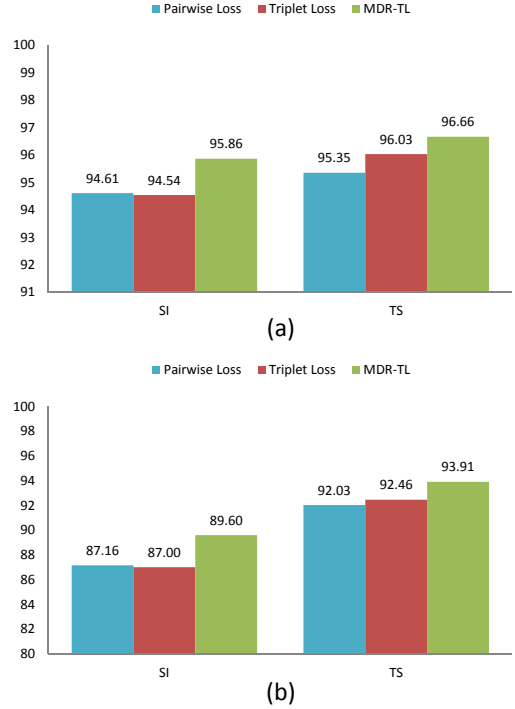 Pairwise Loss Triplet Loss MDR-TL
100
99
98
97
96
95
94
93
92
91
94.61 94.54 95.86 95.35 96.03 96.66
SI TS
(a)
Pairwise Loss Triplet Loss MDR-TL
100
98
96
94
92
90
88
86
84
82
80
87.16 87.00 89.60 92.03 92.46 93.91
SI TS
(b)